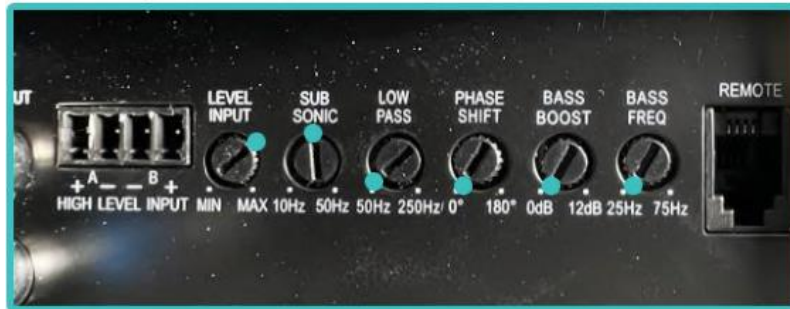 UT
LEVEL INPUT
SUB SONIC
LOW PASS
PHASE SHIFT
BASS BOOST
BASS FREQ
REMOTE
+ A - - B +
HIGH LEVEL INPUT
MIN MAX
10Hz 50Hz
50Hz 250Hz
0° 180°
0dB 12dB
25Hz 75Hz